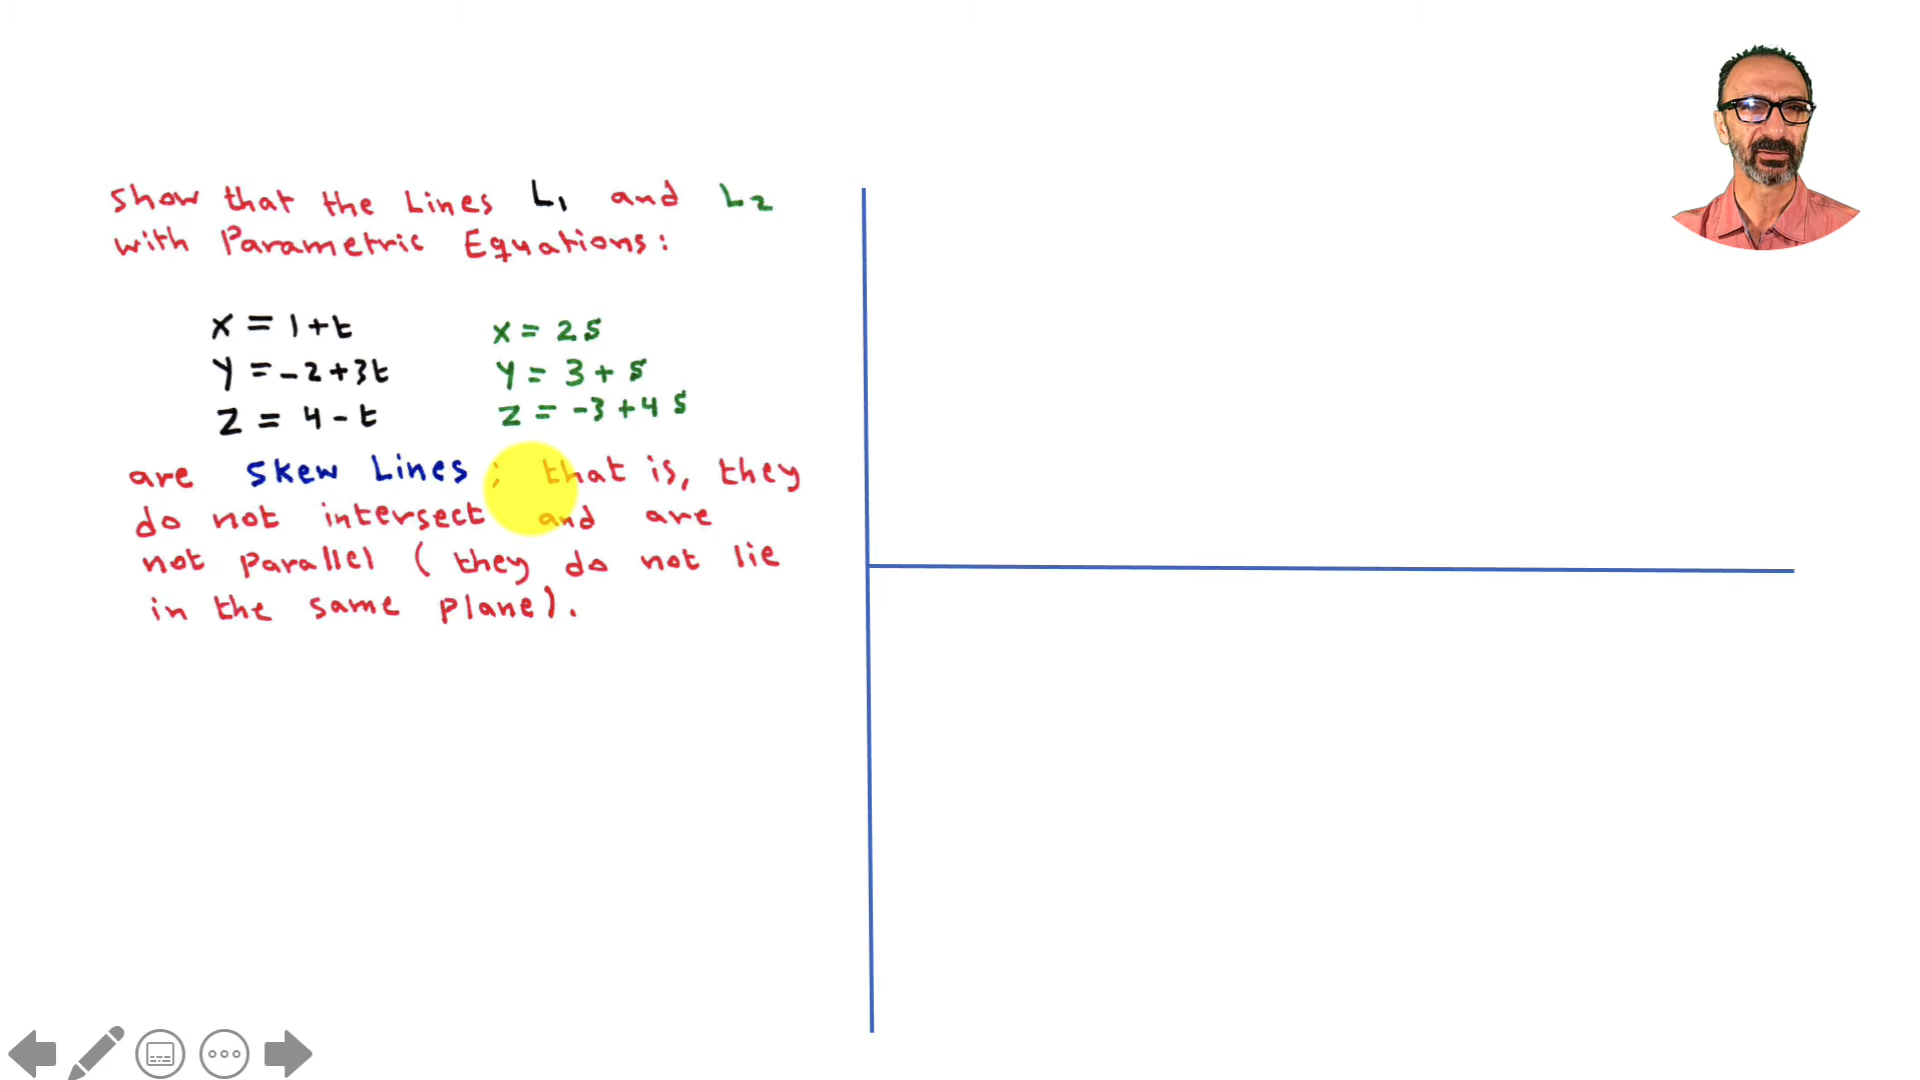 show that the Lines L1 and L2
with Parametric Equations:
X = 1+t
Y = -2+3t
Z = 4-t
X = 2s
Y = 3+s
Z = -3+4s
are Skew Lines; that is, they
do not intersect and are
not Parallel (they do not lie
in the same plane).